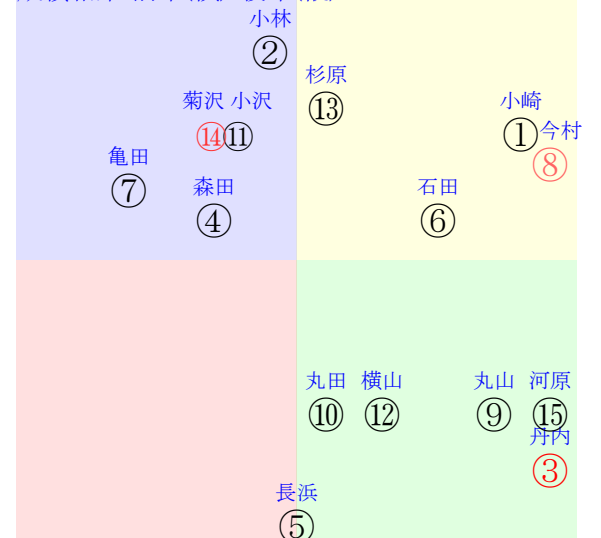 小林
②
杉原
⑬
菊沢 小沢
⑭⑪
小崎
①
今村
⑧
亀田
⑦
森田
④
石田
⑥
丸田
⑩
横山
⑫
丸山
⑨
河原
⑮
丹内
③
長浜
⑤